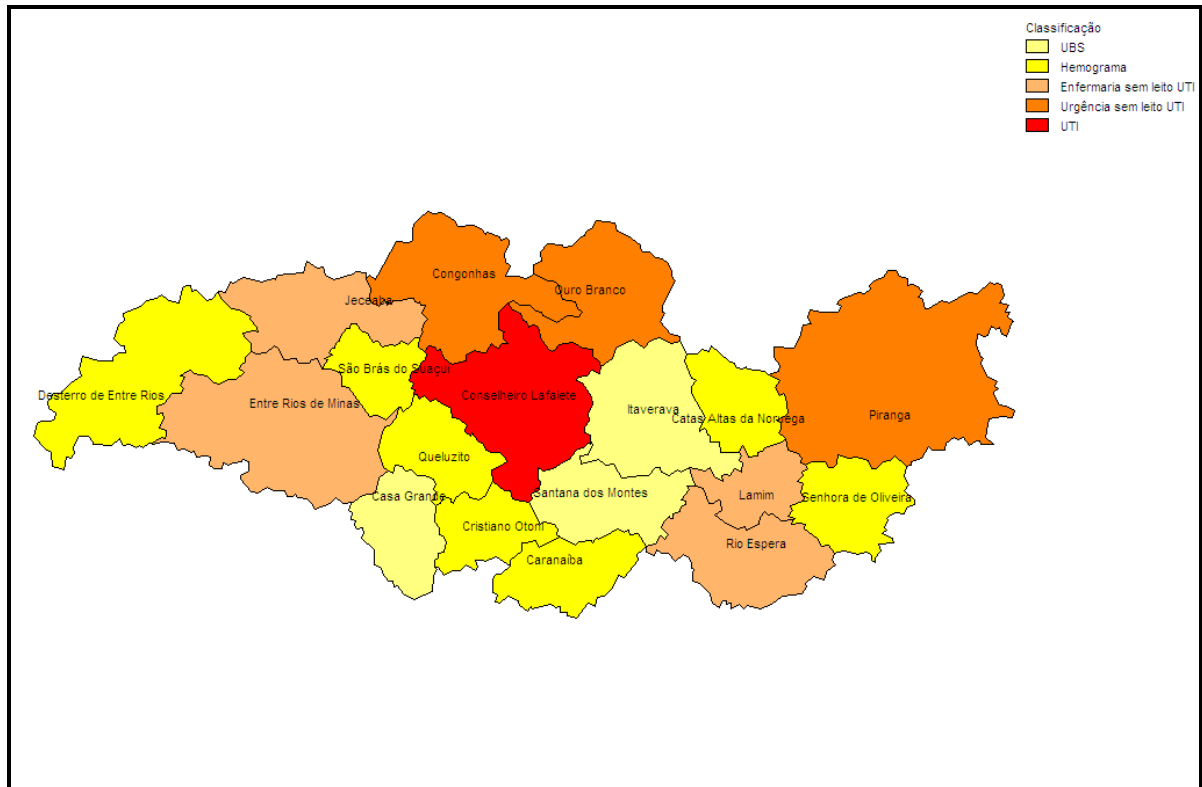 Classificação
UBS
Hemograma
Enfermaria sem leito UTI
Urgência sem leito UTI
UTI
Congonhas
Ouro Branco
Jeceaba
São Brás do Suaçuí
Desterro de Entre Rios
Entre Rios de Minas
Conselheiro Lafaiete
Itaverava
Catas Altas da Noruega
Piranga
Queluzito
Casa Grande
Santana dos Montes
Lamim
Senhora de Oliveira
Cristiano Otoni
Rio Espera
Caranaíba